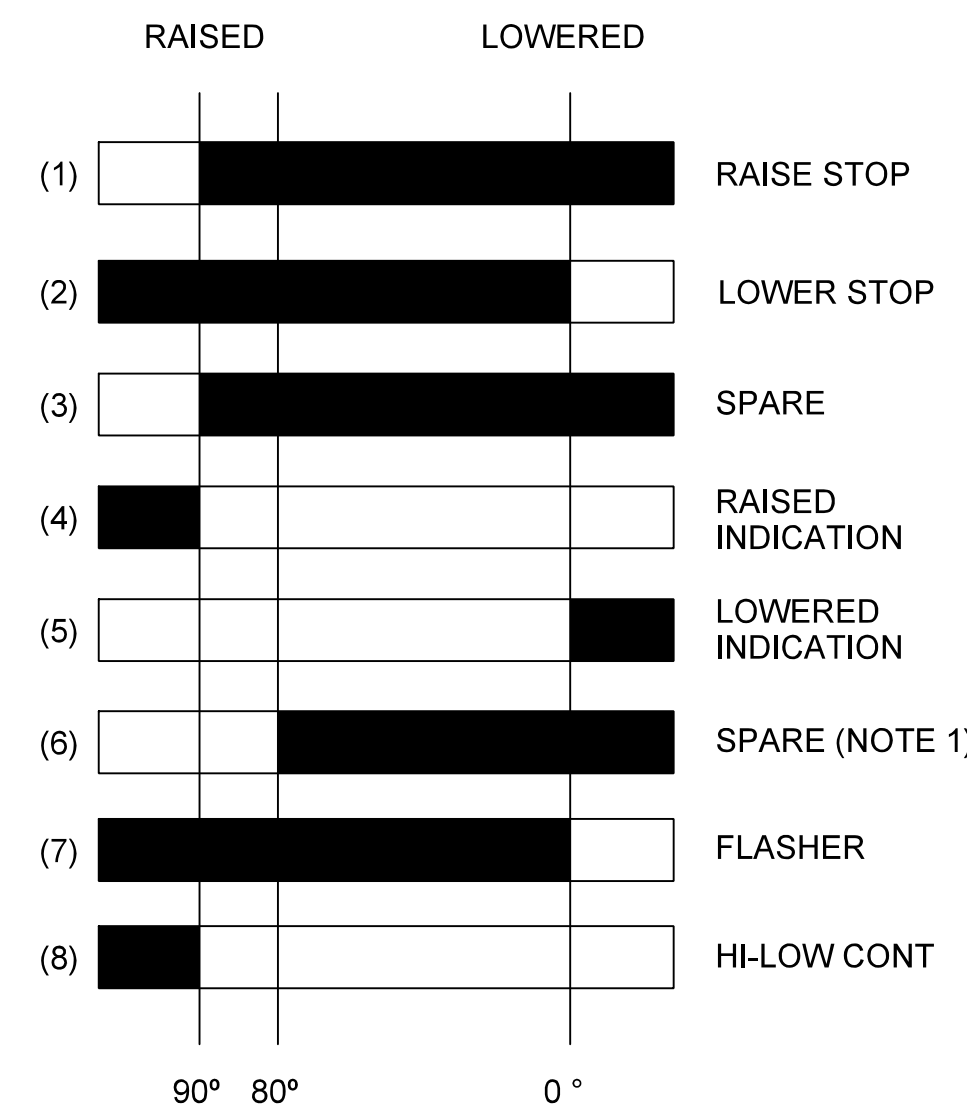 RAISED LOWERED
(1) RAISE STOP
(2) LOWER STOP
(3) SPARE
(4) RAISED
INDICATION
(5) LOWERED
INDICATION
(6) SPARE (NOTE 1)
(7) FLASHER
(8) HI-LOW CONT
90º 80º 0 °